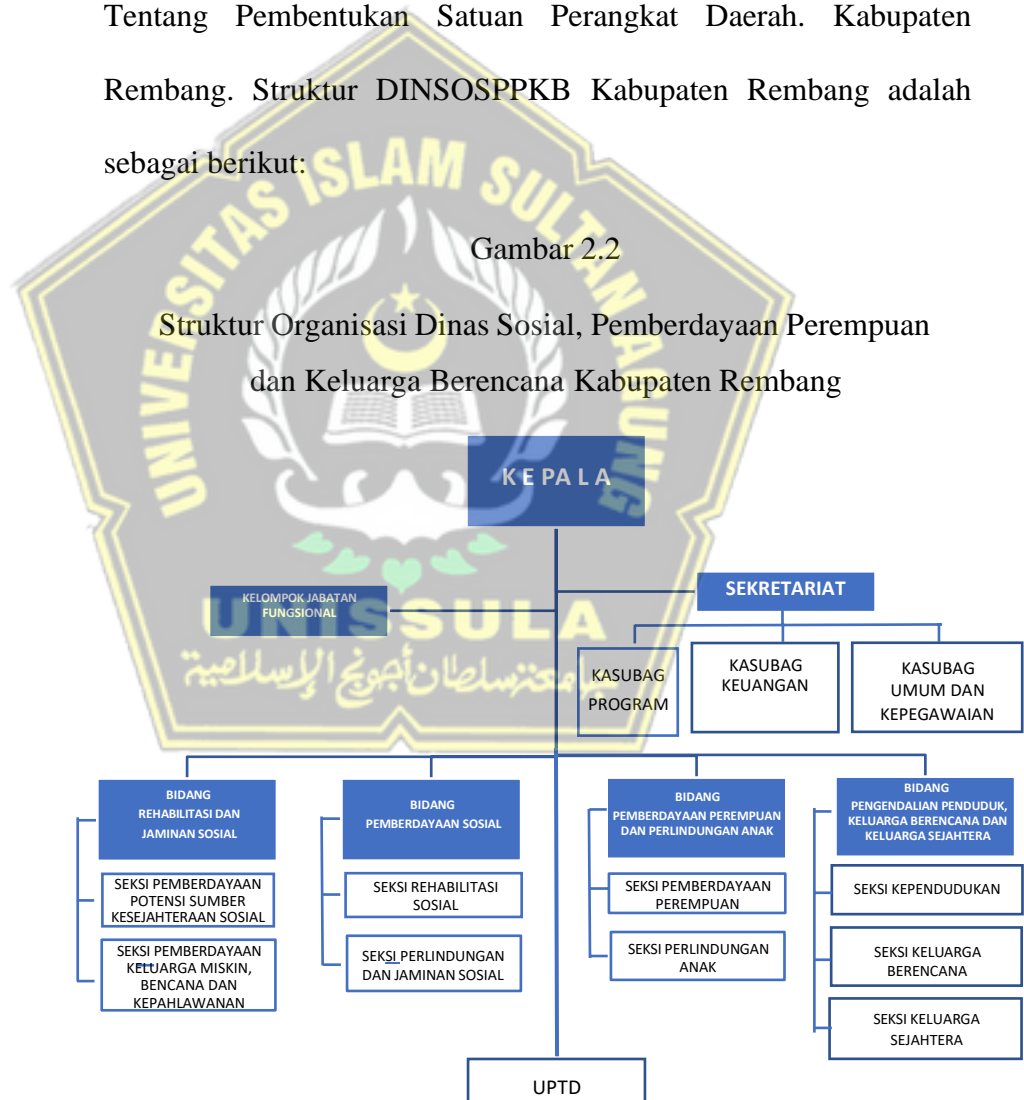 Tentang Pembentukan Satuan Perangkat Daerah. Kabupaten
Rembang. Struktur DINSOSPPKB Kabupaten Rembang adalah
sebagai berikut:
Gambar 2.2
Struktur Organisasi Dinas Sosial, Pemberdayaan Perempuan
dan Keluarga Berencana Kabupaten Rembang
UNIVERSITAS ISLAM SULTAN AGUNG
UNISSULA
جامعتسلطان أجونج الإسلامية
KEPALA
KELOMPOK JABATAN
FUNGSIONAL
SEKRETARIAT
KASUBAG
PROGRAM
KASUBAG
KEUANGAN
KASUBAG
UMUM DAN
KEPEGAWAIAN
BIDANG
REHABILITASI DAN
JAMINAN SOSIAL
SEKSI PEMBERDAYAAN
POTENSI SUMBER
KESEJAHTERAAN SOSIAL
SEKSI PEMBERDAYAAN
KELUARGA MISKIN,
BENCANA DAN
KEPAHLAWANAN
BIDANG
PEMBERDAYAAN SOSIAL
SEKSI REHABILITASI
SOSIAL
SEKSI PERLINDUNGAN
DAN JAMINAN SOSIAL
BIDANG
PEMBERDAYAAN PEREMPUAN
DAN PERLINDUNGAN ANAK
SEKSI PEMBERDAYAAN
PEREMPUAN
SEKSI PERLINDUNGAN
ANAK
BIDANG
PENGENDALIAN PENDUDUK,
KELUARGA BERENCANA DAN
KELUARGA SEJAHTERA
SEKSI KEPENDUDUKAN
SEKSI KELUARGA
BERENCANA
SEKSI KELUARGA
SEJAHTERA
UPTD